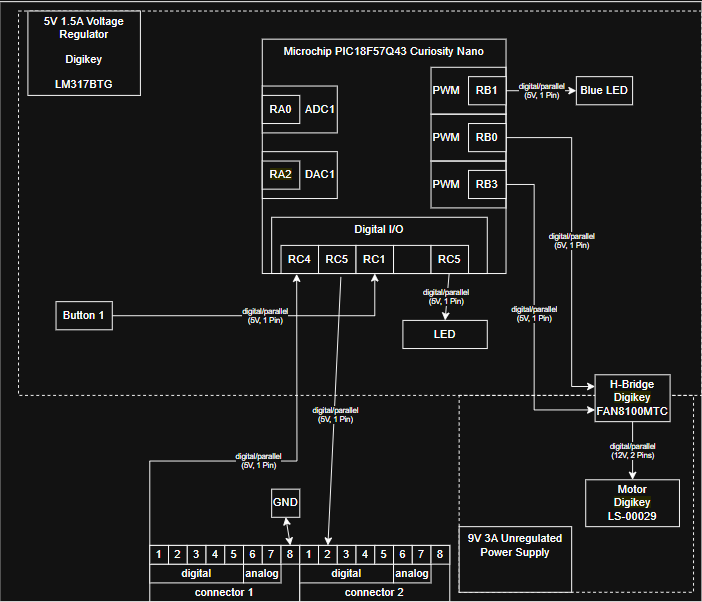 5V 1.5A Voltage
Regulator
Digikey
LM317BTG
Microchip PIC18F57Q43 Curiosity Nano
RA0 ADC1
RA2 DAC1
PWM RB1
PWM RB0
PWM RB3
digital/parallel
(5V, 1 Pin)
Blue LED
Digital I/O
RC4 RC5 RC1 RC5
digital/parallel
(5V, 1 Pin)
digital/parallel
(5V, 1 Pin)
digital/parallel
(5V, 1 Pin)
Button 1
digital/parallel
(5V, 1 Pin)
LED
H-Bridge
Digikey
FAN8100MTC
digital/parallel
(5V, 1 Pin)
digital/parallel
(12V, 2 Pins)
digital/parallel
(5V, 1 Pin)
Motor
Digikey
LS-00029
GND
9V 3A Unregulated
Power Supply
1 2 3 4 5 6 7 8 1 2 3 4 5 6 7 8
digital analog digital analog
connector 1 connector 2